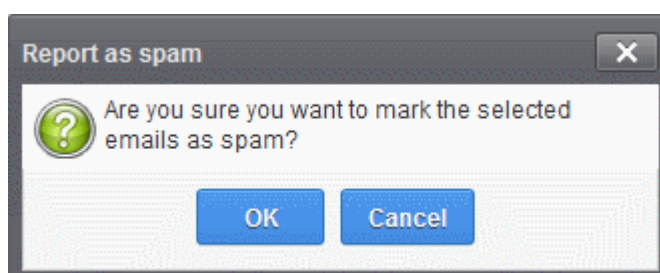 Report as spam
Are you sure you want to mark the selected
emails as spam?
OK
Cancel